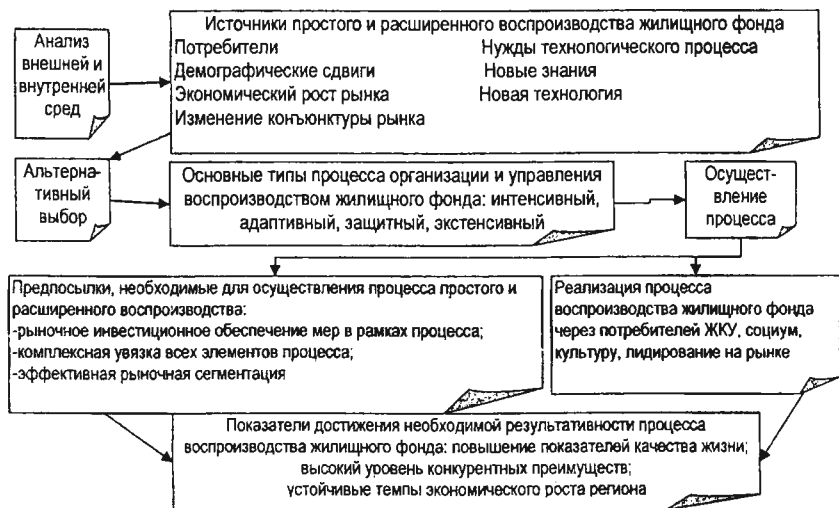 Анализ
внешней и
внутренней
сред
Источники простого и расширенного воспроизводства жилищного фонда
Потребители Нужды технологического процесса
Демографические сдвиги Новые знания
Экономический рост рынка Новая технология
Изменение конъюнктуры рынка
Альтерна-
тивный
выбор
Основные типы процесса организации и управления
воспроизводством жилищного фонда: интенсивный,
адаптивный, защитный, экстенсивный
Осущест-
вление
процесса
Предпосылки, необходимые для осуществления процесса простого и
расширенного воспроизводства:
-рыночное инвестиционное обеспечение мер в рамках процесса;
-комплексная увязка всех элементов процесса;
-эффективная рыночная сегментация
Реализация процесса
воспроизводства жилищного фонда
через потребителей ЖКУ, социум,
культуру, лидирование на рынке
Показатели достижения необходимой результативности процесса
воспроизводства жилищного фонда: повышение показателей качества жизни;
высокий уровень конкурентных преимуществ;
устойчивые темпы экономического роста региона